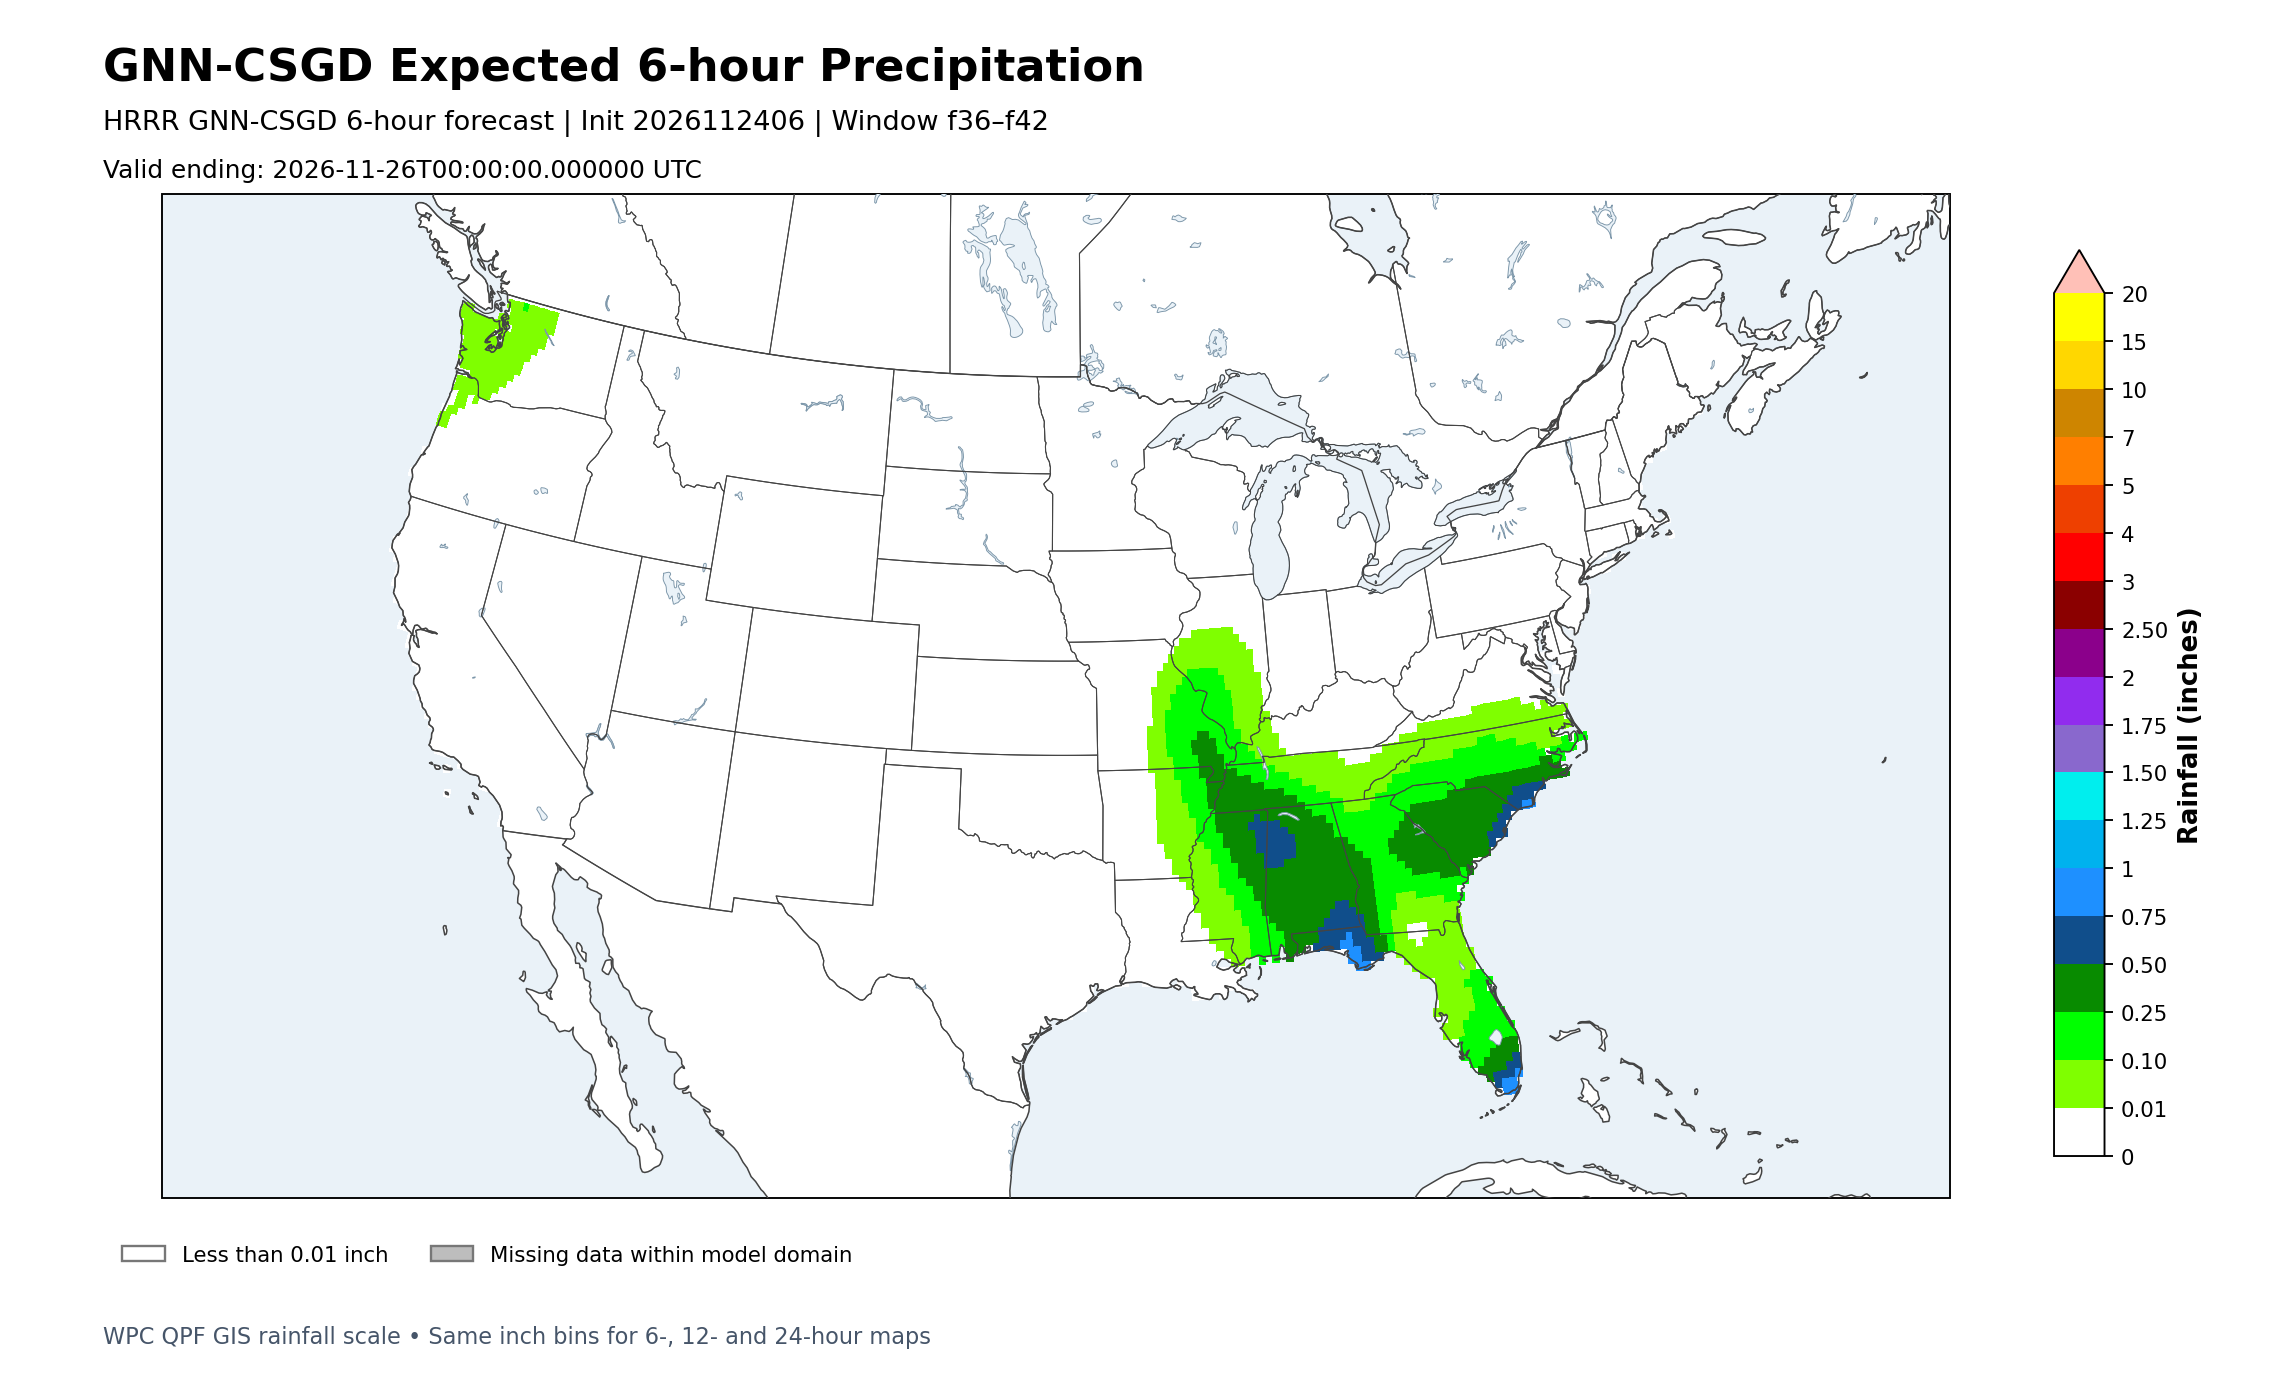 GNN-CSGD Expected 6-hour Precipitation
HRRR GNN-CSGD 6-hour forecast | Init 2026112406 | Window f36–f42
Valid ending: 2026-11-26T00:00:00.000000 UTC
20
15
10
7
5
4
3
2.50
2
1.75
1.50
1.25
1
0.75
0.50
0.25
0.10
0.01
0
Rainfall (inches)
Less than 0.01 inch
Missing data within model domain
WPC QPF GIS rainfall scale • Same inch bins for 6-, 12- and 24-hour maps